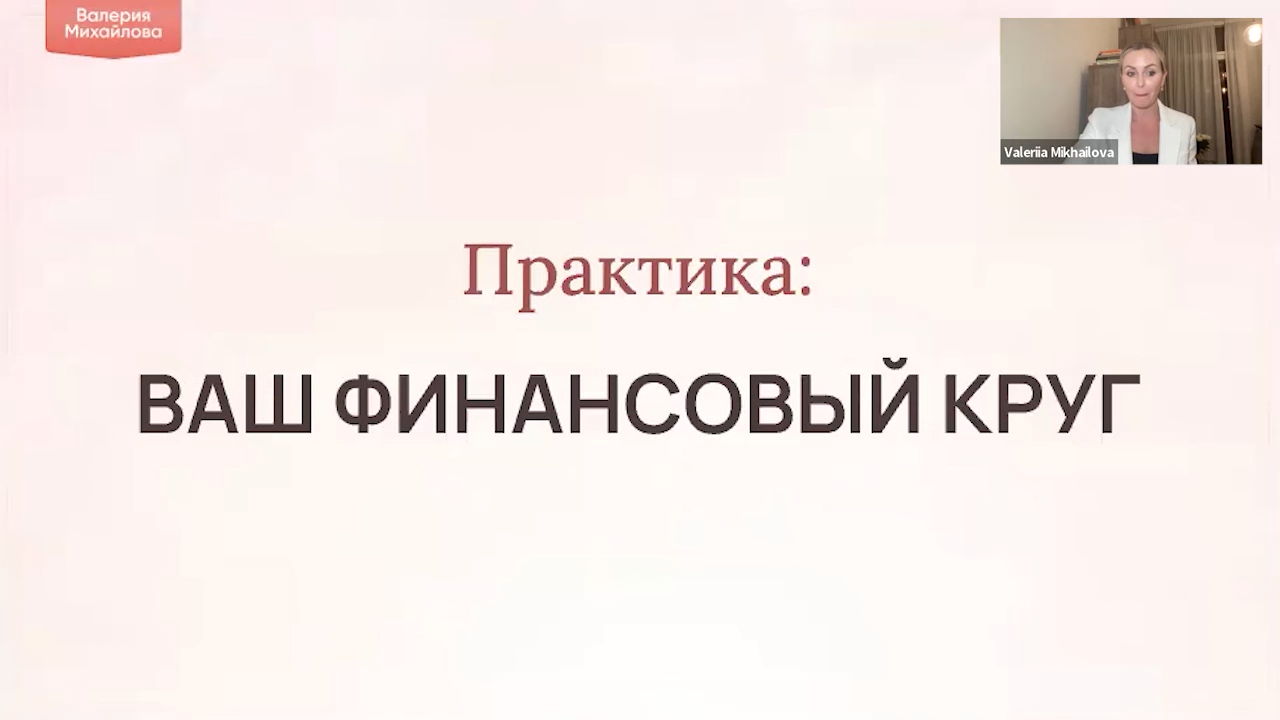 Валерия
Михайлова
Valeriia Mikhailova
Практика:
ВАШ ФИНАНСОВЫЙ КРУГ